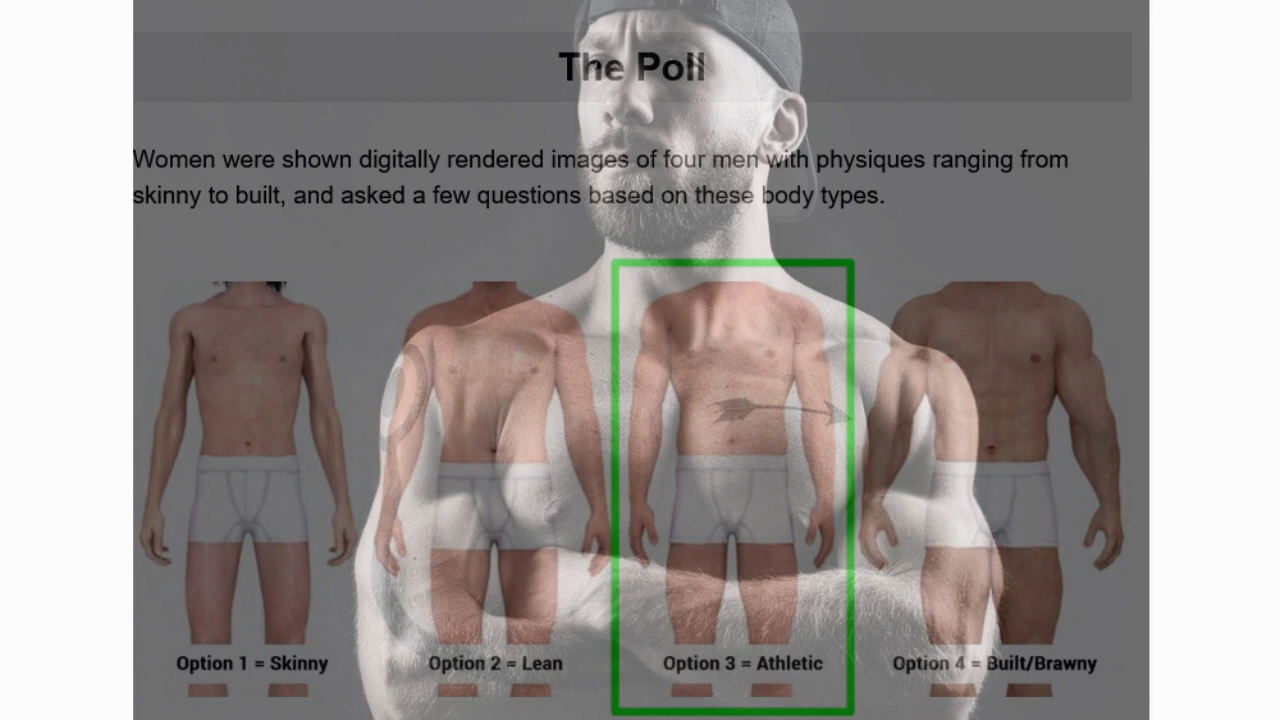 The Poll
Women were shown digitally rendered images of four men with physiques ranging from
skinny to built, and asked a few questions based on these body types.
Option 1 = Skinny
Option 2 = Lean
Option 3 = Athletic
Option 4 = Built/Brawny